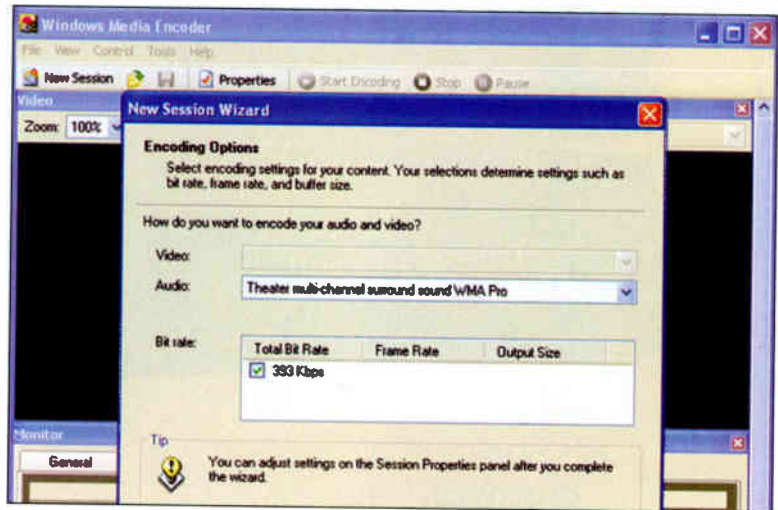 Windows Media Encoder
File View Control Tools Help
New Session Properties Start Encoding Stop Pause
Video
Zoom: 100%
New Session Wizard
Encoding Options
Select encoding settings for your content. Your selections determine settings such as
bit rate, frame rate, and buffer size.
How do you want to encode your audio and video?
Video:
Audio: Theater multi-channel surround sound WMA Pro
Bit rate: Total Bit Rate Frame Rate Output Size
393 Kbps
Monitor
General
Tip
You can adjust settings on the Session Properties panel after you complete
the wizard.